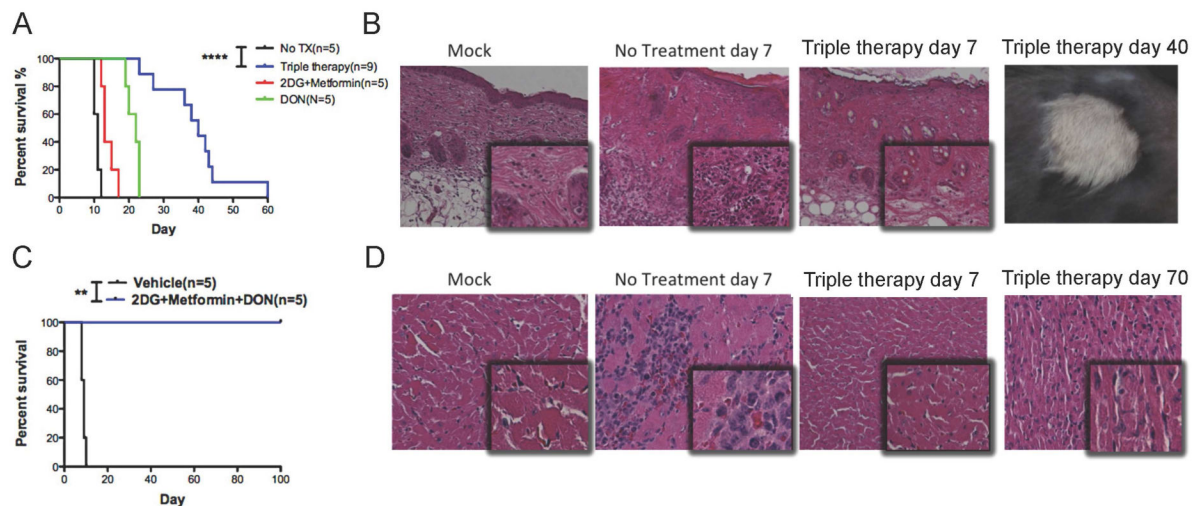 A
No TX(n=5)
Triple therapy(n=9)
2DG+Metformin(n=5)
DON(N=5)
****
Percent survival %
100
80
60
40
20
0
0 10 20 30 40 50 60
Day
B
Mock
No Treatment day 7
Triple therapy day 7
Triple therapy day 40
C
Vehicle(n=5)
2DG+Metformin+DON(n=5)
**
Percent survival
100
80
60
40
20
0
0 20 40 60 80 100
Day
D
Mock
No Treatment day 7
Triple therapy day 7
Triple therapy day 70